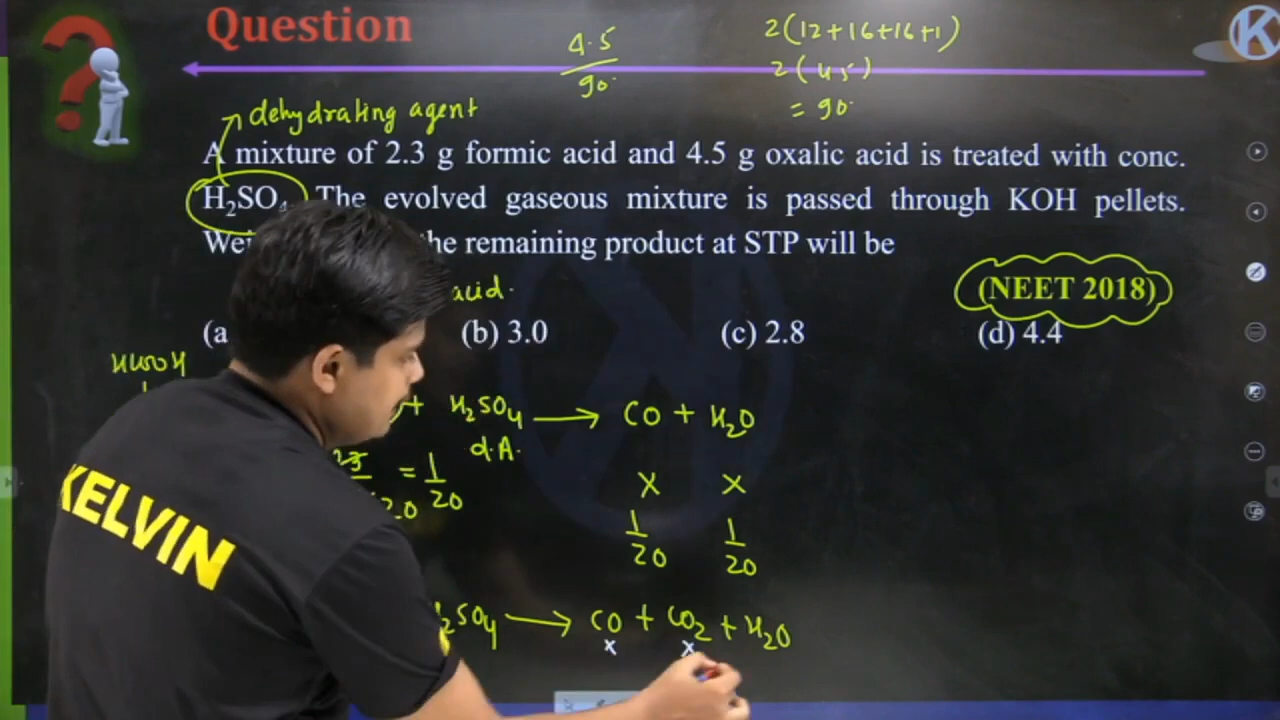 Question
4.5
90.
2(12+16+16+1)
2(45)
= 90.
dehydrating agent
A mixture of 2.3 g formic acid and 4.5 g oxalic acid is treated with conc.
H₂SO₄ The evolved gaseous mixture is passed through KOH pellets.
the remaining product at STP will be
acid.
(NEET 2018)
(a (b) 3.0 (c) 2.8 (d) 4.4
HCOOH
+ H₂SO₄ → CO + H₂O
d.A.
= 1/20
x x
1/20 1/20
SO₄ → CO + CO₂ + H₂O
x x
KELVIN
K